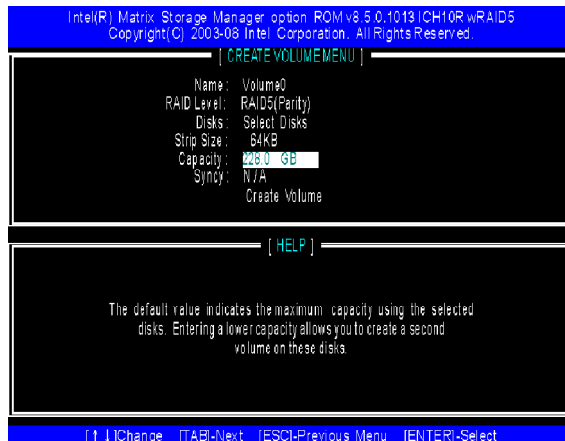 Intel(R) Matrix Storage Manager option ROM v8.5.0.1013 ICH10R wRAID5
Copyright(C) 2003-08 Intel Corporation. All Rights Reserved.
[ CREATE VOLUME MENU ]
Name : Volume0
RAID Level : RAID5(Parity)
Disks : Select Disks
Strip Size : 64KB
Capacity : 228.0 GB
Syncy : N/A
Create Volume
[ HELP ]
The default value indicates the maximum capacity using the selected
disks. Entering a lower capacity allows you to create a second
volume on these disks.
[↑↓]Change [TAB]-Next [ESC]-Previous Menu [ENTER]-Select